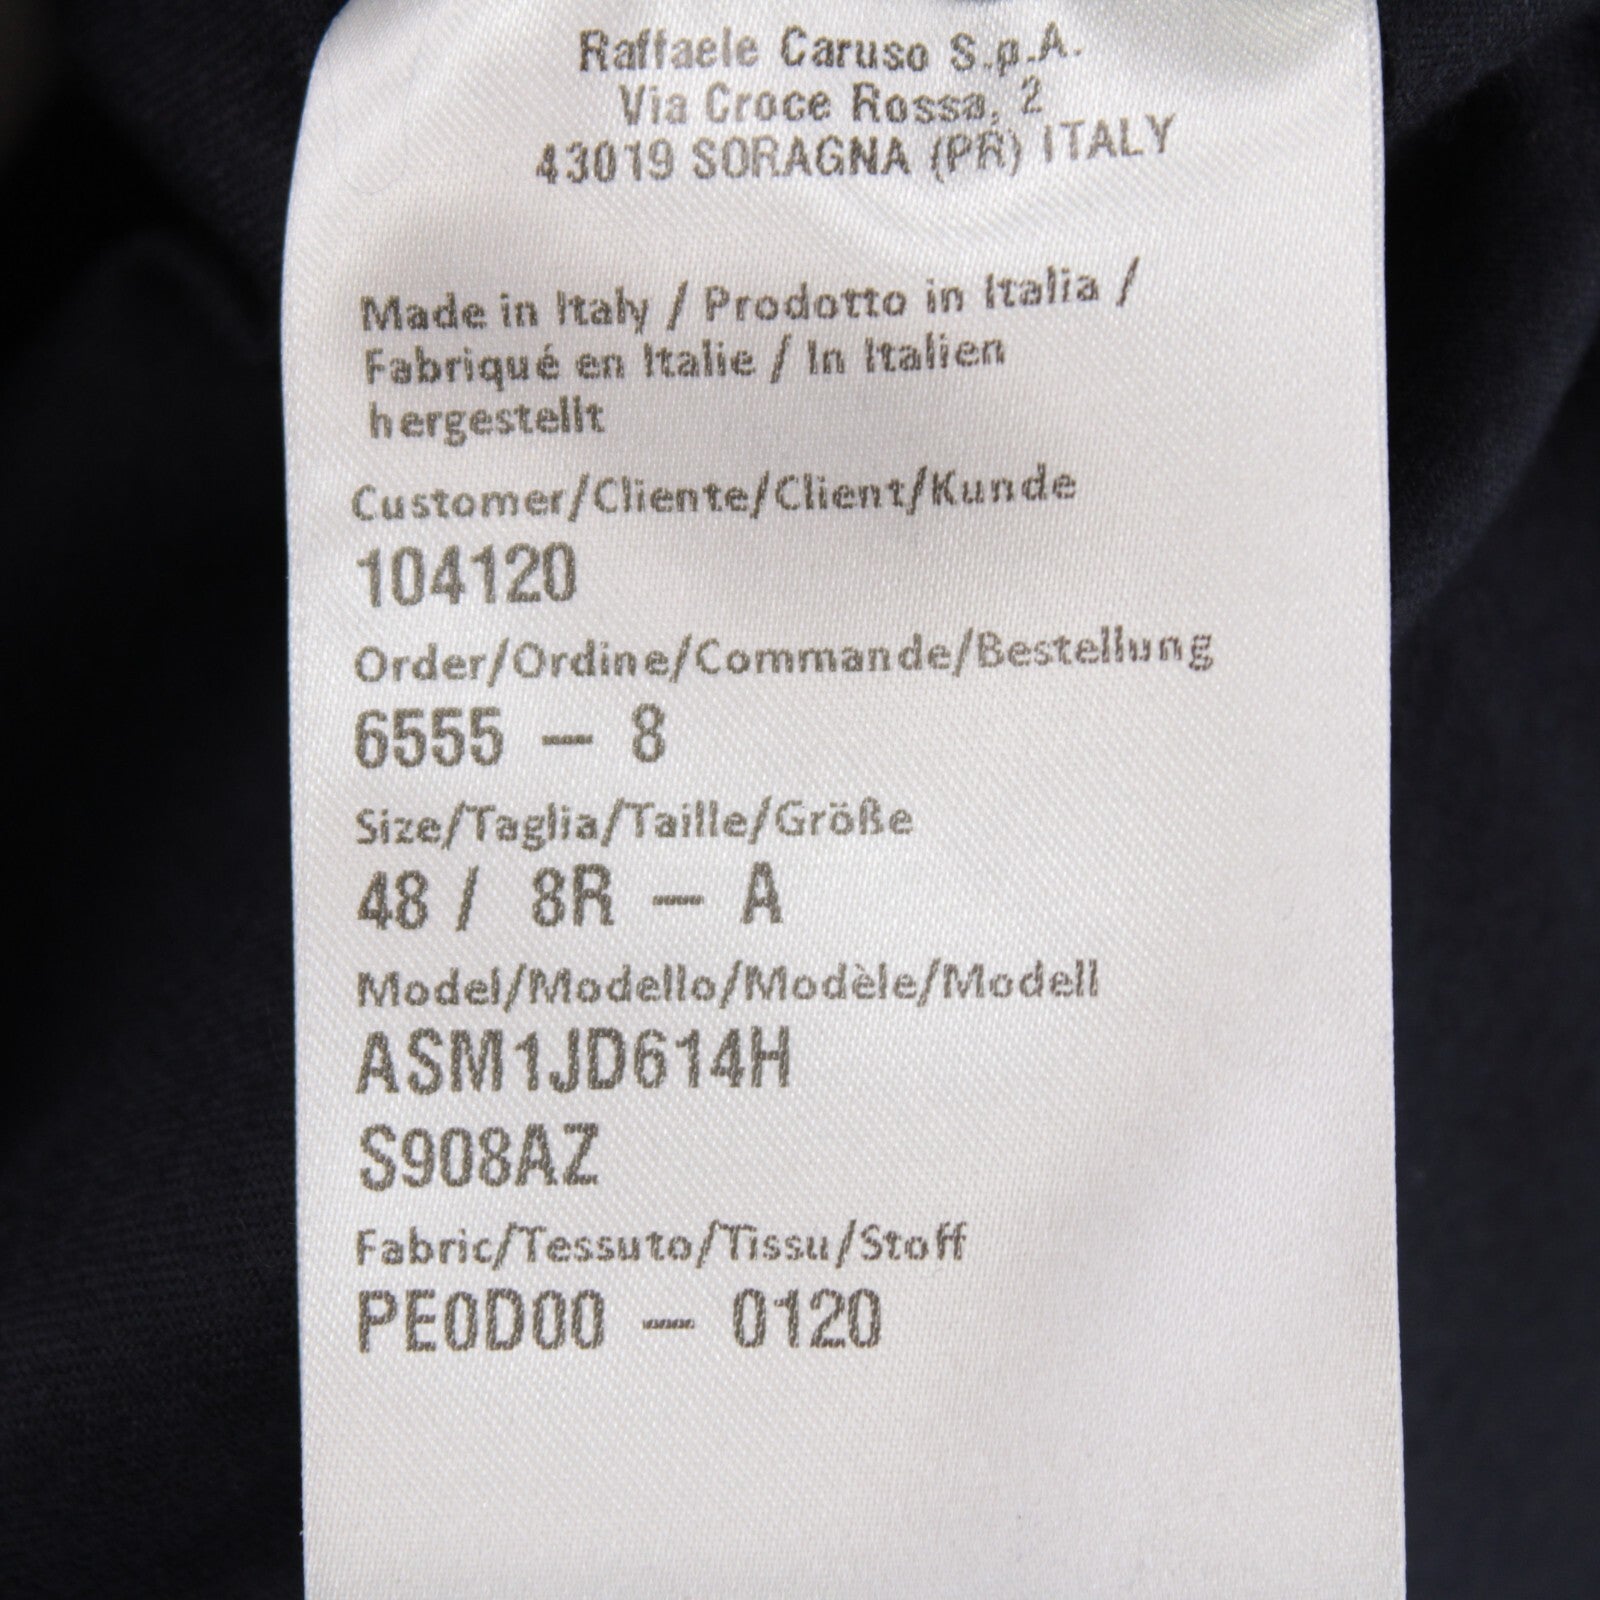 Raffaele Caruso S.p.A.
Via Croce Rossa, 2
43019 SORAGNA (PR) ITALY
Made in Italy / Prodotto in Italia /
Fabriqué en Italie / In Italien
hergestellt
Customer/Cliente/Client/Kunde
104120
Order/Ordine/Commande/Bestellung
6555 - 8
Size/Taglia/Taille/Größe
48 / 8R - A
Model/Modello/Modèle/Modell
ASM1JD614H
S908AZ
Fabric/Tessuto/Tissu/Stoff
PE0D00 - 0120